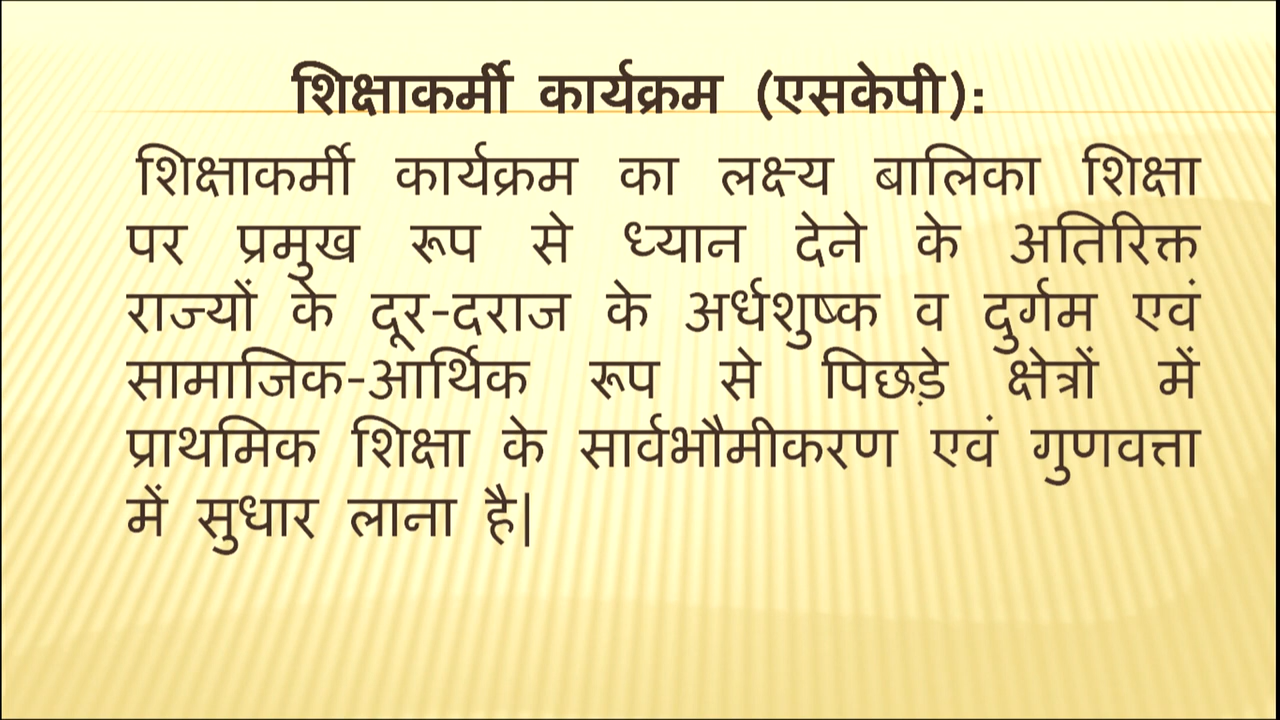 शिक्षाकर्मी कार्यक्रम (एसकेपी):
शिक्षाकर्मी कार्यक्रम का लक्ष्य बालिका शिक्षा
पर प्रमुख रूप से ध्यान देने के अतिरिक्त
राज्यों के दूर-दराज के अर्धशुष्क व दुर्गम एवं
सामाजिक-आर्थिक रूप से पिछड़े क्षेत्रों में
प्राथमिक शिक्षा के सार्वभौमीकरण एवं गुणवत्ता
में सुधार लाना है|